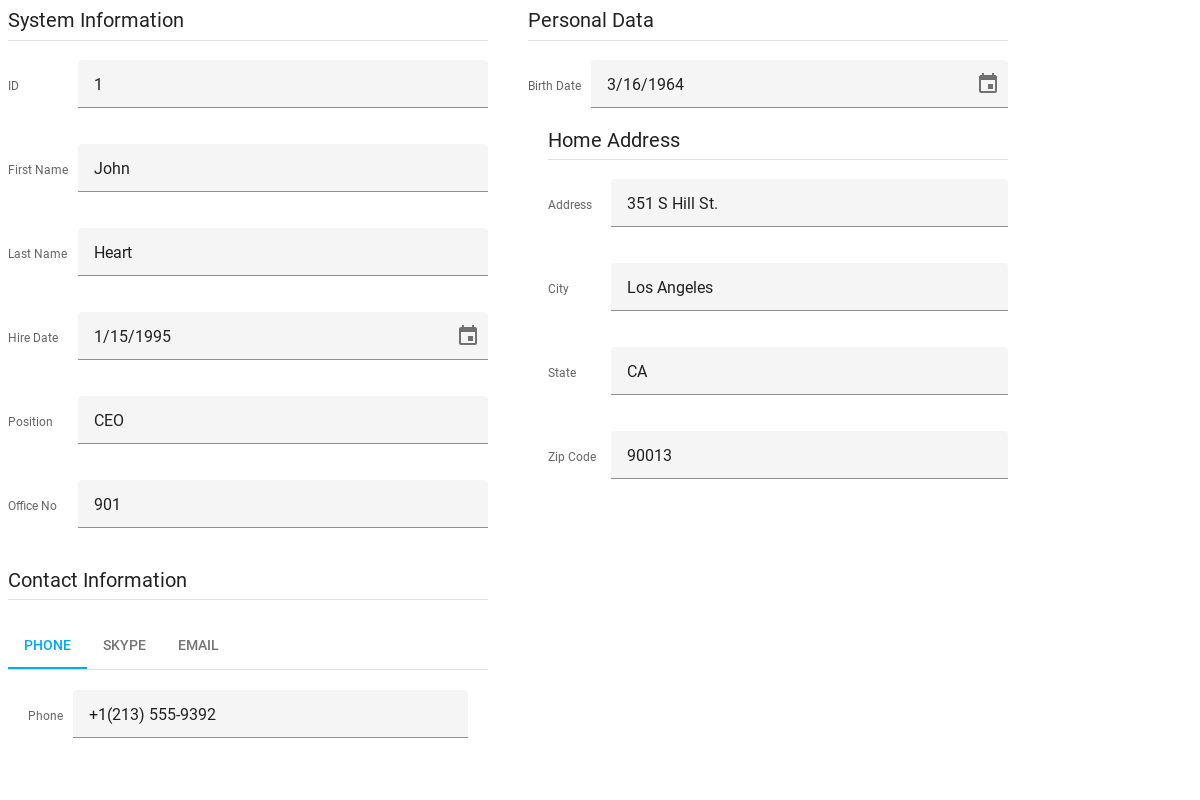 System Information
ID
1
First Name
John
Last Name
Heart
Hire Date
1/15/1995
Position
CEO
Office No
901
Contact Information
PHONE SKYPE EMAIL
Phone
+1(213) 555-9392
Personal Data
Birth Date
3/16/1964
Home Address
Address
351 S Hill St.
City
Los Angeles
State
CA
Zip Code
90013